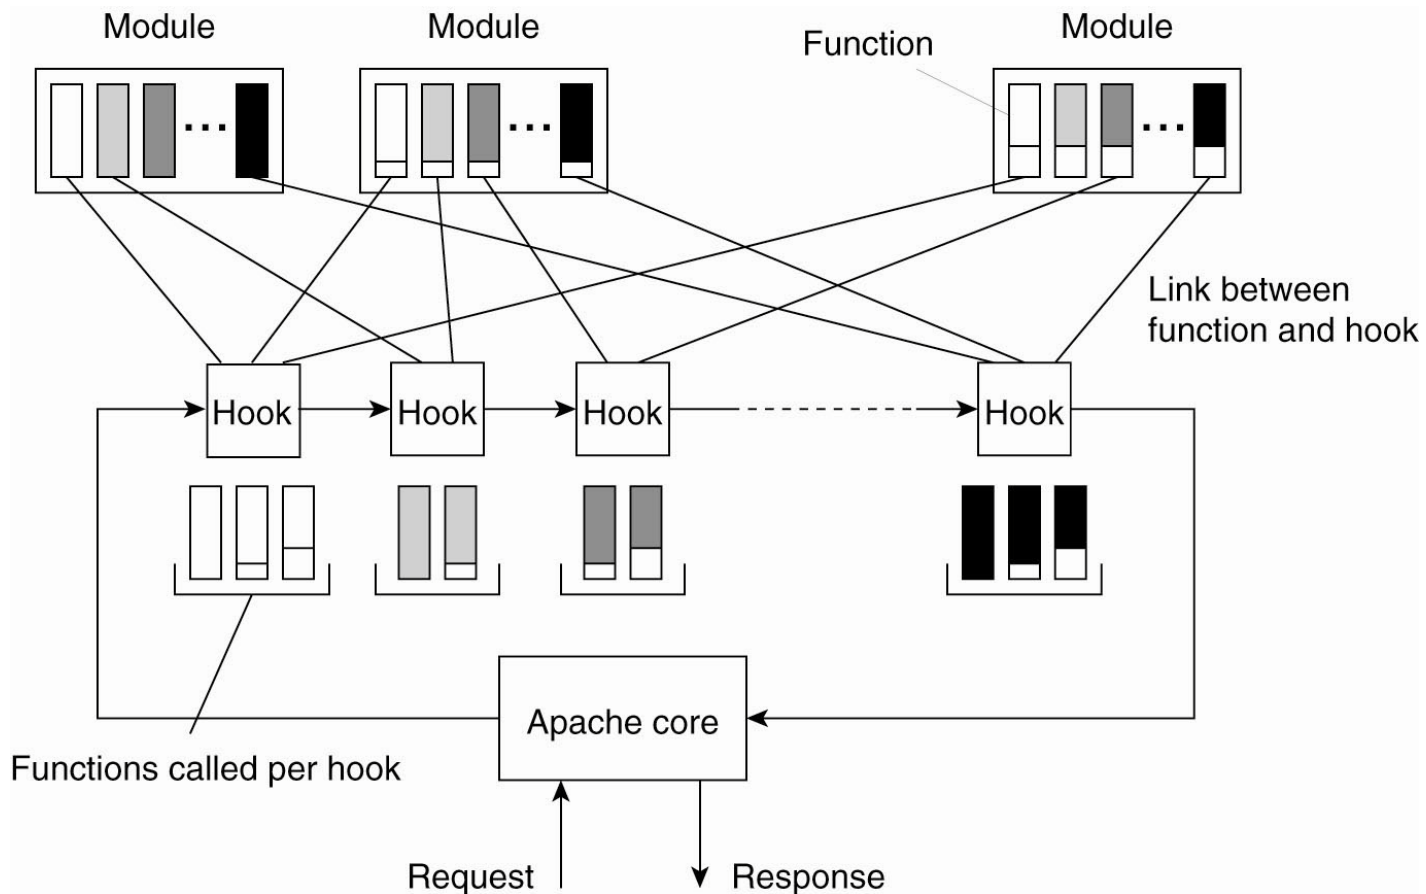 Module
Module
Function
Module
Link between
function and hook
Hook
Hook
Hook
Hook
Apache core
Functions called per hook
Request
Response